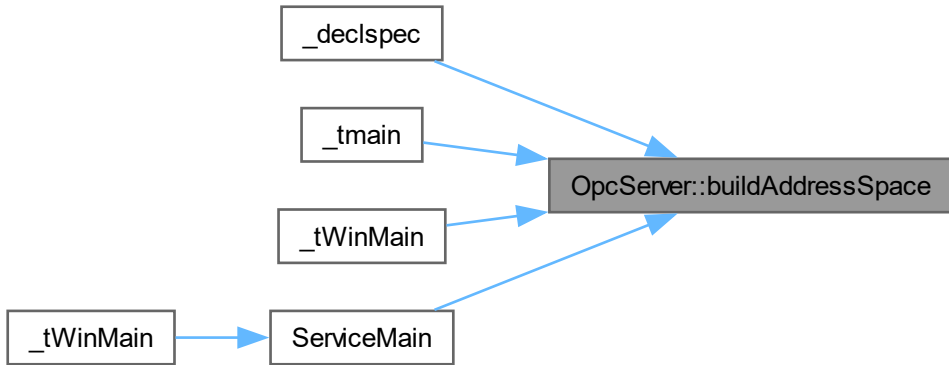 _declspec
_tmain
OpcServer::buildAddressSpace
_tWinMain
_tWinMain
ServiceMain